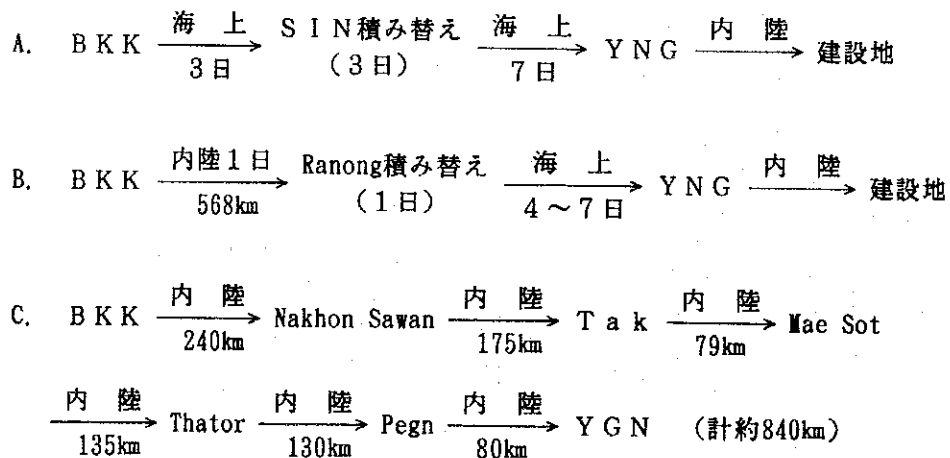 海 上 海 上 内 陸
A. BKK → SIN積み替え → YNG → 建設地
3日 (3日) 7日
内陸1日 海 上 内 陸
B. BKK → Ranong積み替え → YNG → 建設地
568km (1日) 4~7日
内 陸 内 陸 内 陸
C. BKK → Nakhon Sawan → Tak → Mae Sot
240km 175km 79km
内 陸 内 陸 内 陸
→ Thator → Pegn → YGN (計約840km)
135km 130km 80km